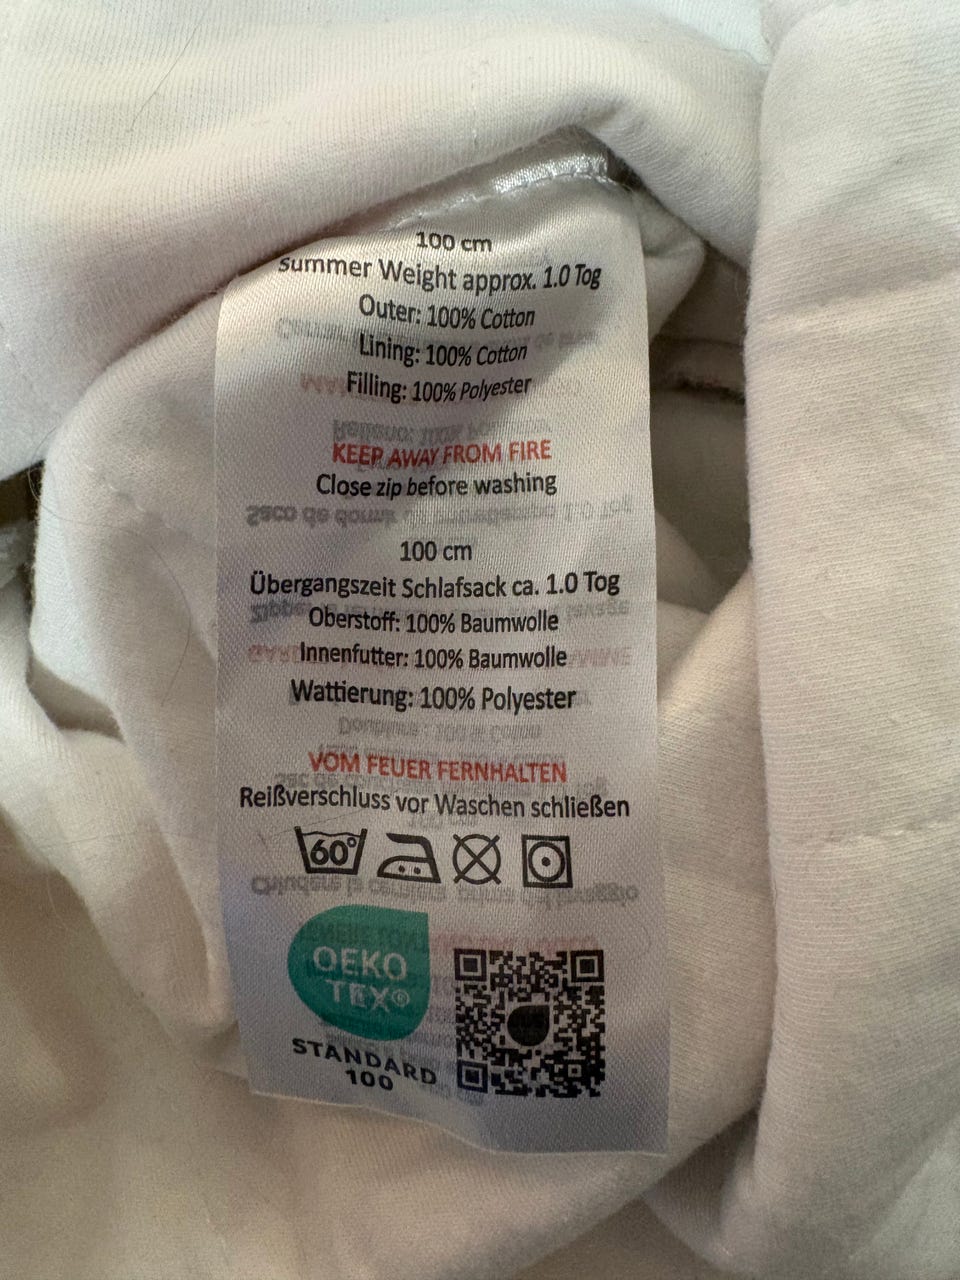 100 cm
summer Weight approx. 1.0 Tog
Outer: 100% Cotton
Lining: 100% Cotton
Filling: 100% Polyester
KEEP AWAY FROM FIRE
Close zip before washing
100 cm
Übergangszeit Schlafsack ca. 1.0 Tog
Oberstoff: 100% Baumwolle
Innenfutter: 100% Baumwolle
Wattierung: 100% Polyester
VOM FEUER FERNHALTEN
Reißverschluss vor Waschen schließen
60°
OEKO
TEX®
STANDARD
100